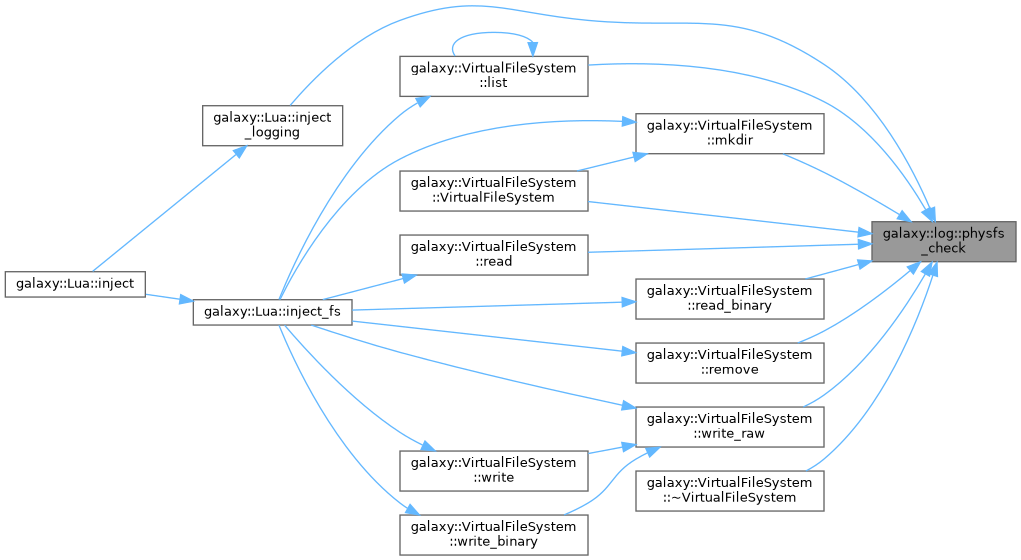 galaxy::VirtualFileSystem
::list
galaxy::Lua::inject
_logging
galaxy::VirtualFileSystem
::mkdir
galaxy::VirtualFileSystem
::VirtualFileSystem
galaxy::log::physfs
_check
galaxy::VirtualFileSystem
::read
galaxy::Lua::inject
galaxy::VirtualFileSystem
::read_binary
galaxy::Lua::inject_fs
galaxy::VirtualFileSystem
::remove
galaxy::VirtualFileSystem
::write_raw
galaxy::VirtualFileSystem
::write
galaxy::VirtualFileSystem
::~VirtualFileSystem
galaxy::VirtualFileSystem
::write_binary